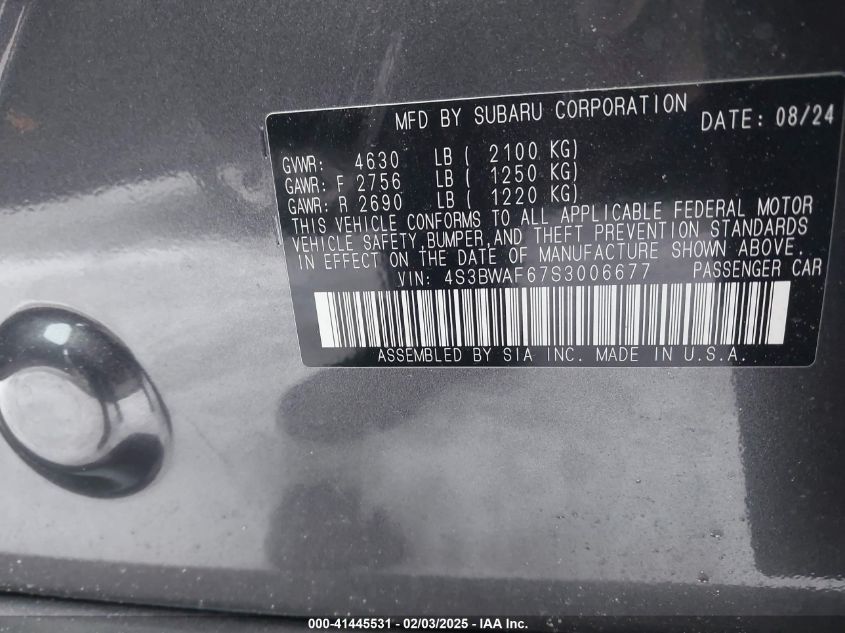 MFD BY SUBARU CORPORATION DATE: 08/24
GVWR: 4630 LB ( 2100 KG)
GAWR: F 2756 LB ( 1250 KG)
GAWR: R 2690 LB ( 1220 KG)
THIS VEHICLE CONFORMS TO ALL APPLICABLE FEDERAL MOTOR
VEHICLE SAFETY,BUMPER,AND THEFT PREVENTION STANDARDS
IN EFFECT ON THE DATE OF MANUFACTURE SHOWN ABOVE.
VIN: 4S3BWAF67S3006677 PASSENGER CAR
ASSEMBLED BY SIA INC. MADE IN U.S.A.
000-41445531 - 02/03/2025 - IAA Inc.